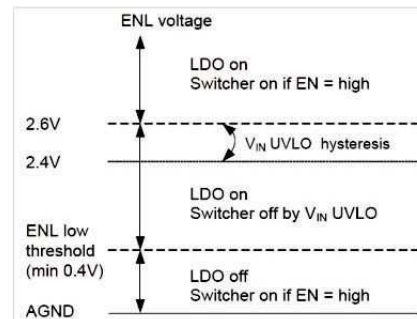 ENL voltage
LDO on
Switcher on if EN = high
2.6V
VIN UVLO hysteresis
2.4V
LDO on
Switcher off by VIN UVLO
ENL low
threshold
(min 0.4V)
LDO off
Switcher on if EN = high
AGND